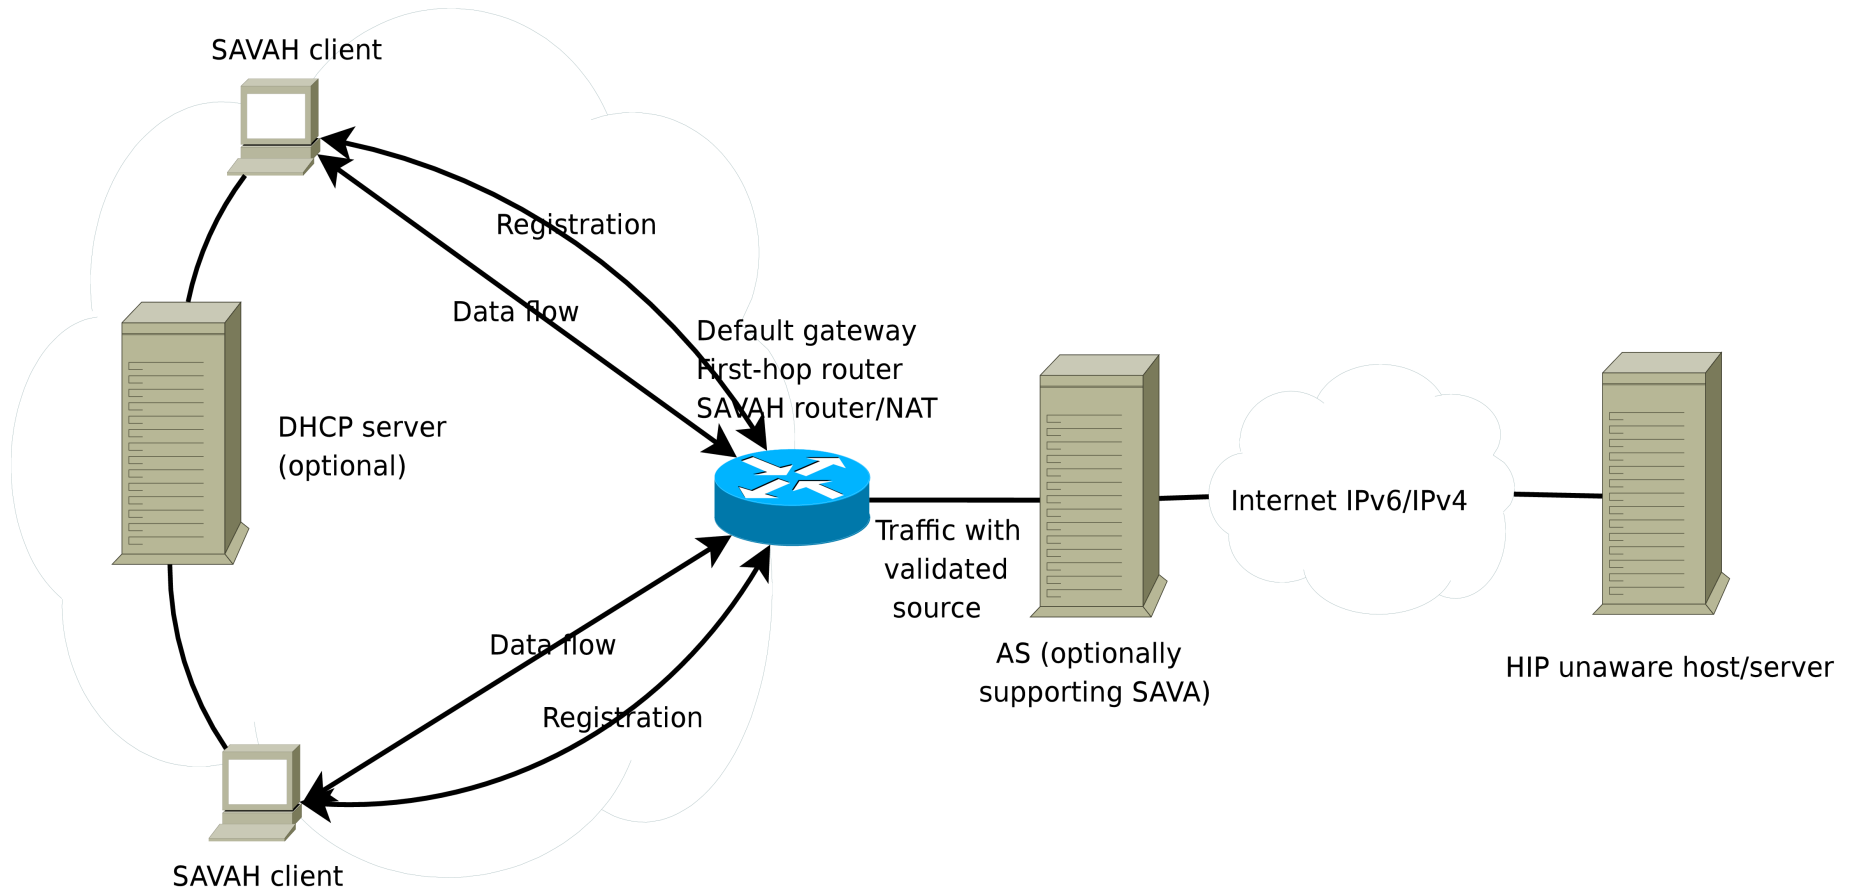 SAVAH client
Registration
Data flow
Default gateway
First-hop router
SAVAH router/NAT
DHCP server
(optional)
Internet IPv6/IPv4
Traffic with
validated
source
Data flow
AS (optionally
supporting SAVA)
HIP unaware host/server
Registration
SAVAH client